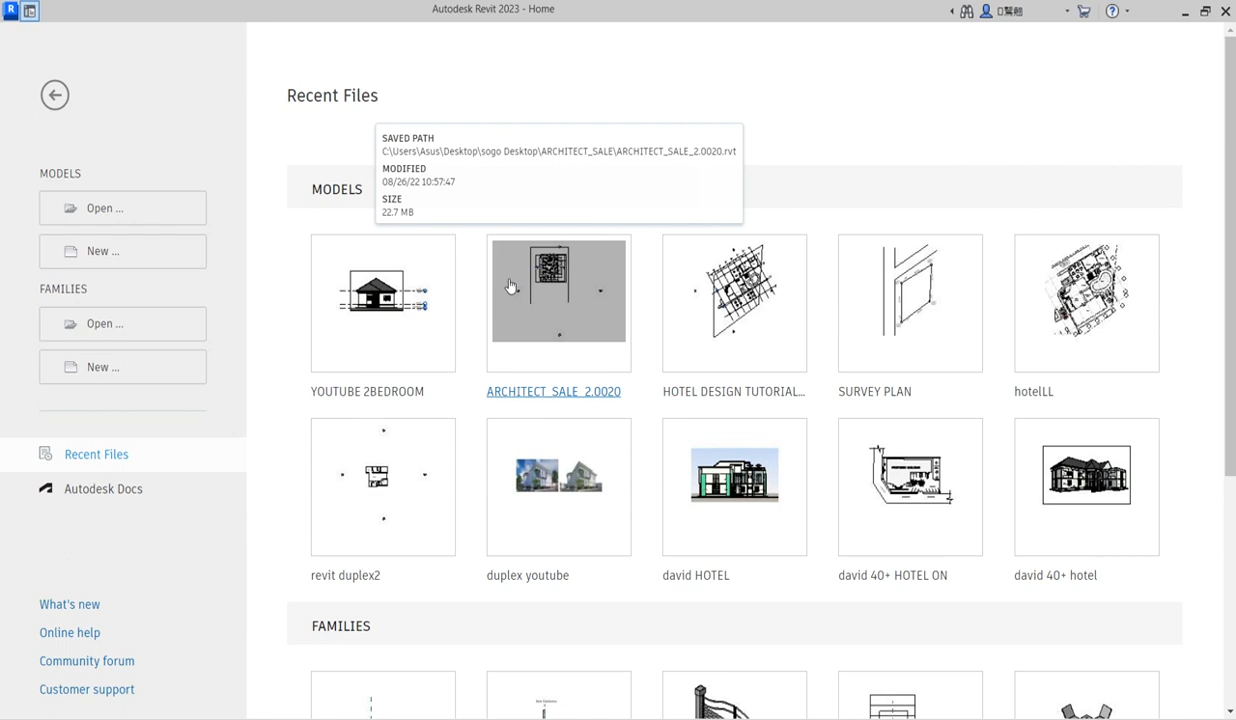 Autodesk Revit 2023 - Home
Recent Files
SAVED PATH
C:\Users\Asus\Desktop\sogo Desktop\ARCHITECT_SALE\ARCHITECT_SALE_2.0020.rvt
MODIFIED
08/26/22 10:57:47
SIZE
22.7 MB
MODELS
Open ...
New ...
FAMILIES
Open ...
New ...
Recent Files
Autodesk Docs
What's new
Online help
Community forum
Customer support
MODELS
YOUTUBE 2BEDROOM
ARCHITECT_SALE_2.0020
HOTEL DESIGN TUTORIAL...
SURVEY PLAN
hotelLL
revit duplex2
duplex youtube
david HOTEL
david 40+ HOTEL ON
david 40+ hotel
FAMILIES